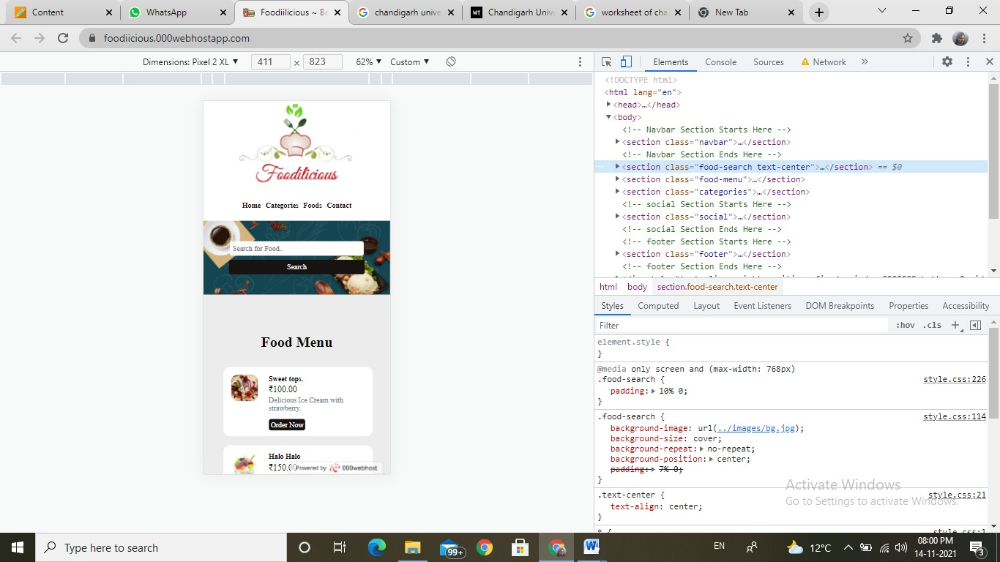 Content
WhatsApp
Foodiilicious ~ Be
chandigarh unive
WT Chandigarh Unive
worksheet of cha
New Tab
foodiicious.000webhostapp.com
Dimensions: Pixel 2 XL ▼ 411 × 823 62% ▼ Custom ▼
Elements Console Sources Network »
<!DOCTYPE html>
<html lang="en">
<head>…</head>
<body>
<!-- Navbar Section Starts Here -->
<section class="navbar">…</section>
<!-- Navbar Section Ends Here -->
<section class="food-search text-center">…</section> == $0
<section class="food-menu">…</section>
<section class="categories">…</section>
<!-- social Section Starts Here -->
<section class="social">…</section>
<!-- social Section Ends Here -->
<!-- footer Section Starts Here -->
<section class="footer">…</section>
<!-- footer Section Ends Here -->
html body section.food-search.text-center
Styles Computed Layout Event Listeners DOM Breakpoints Properties Accessibility
Filter :hov .cls +
element.style {
}
@media only screen and (max-width: 768px)
.food-search { style.css:226
padding: 10% 0;
}
.food-search { style.css:114
background-image: url(../images/bg.jpg);
background-size: cover;
background-repeat: no-repeat;
background-position: center;
padding: 7% 0;
}
.text-center { style.css:21
text-align: center;
}
* { style.css:1
Foodilicious
Home Categories Foods Contact
Search for Food..
Search
Food Menu
Sweet tops.
₹100.00
Delicious Ice Cream with
strawberry.
Order Now
Halo Halo
₹150.00
Powered by 000webhost
Activate Windows
Go to Settings to activate Windows.
Type here to search
99+
W
EN
12°C
08:00 PM
14-11-2021
3